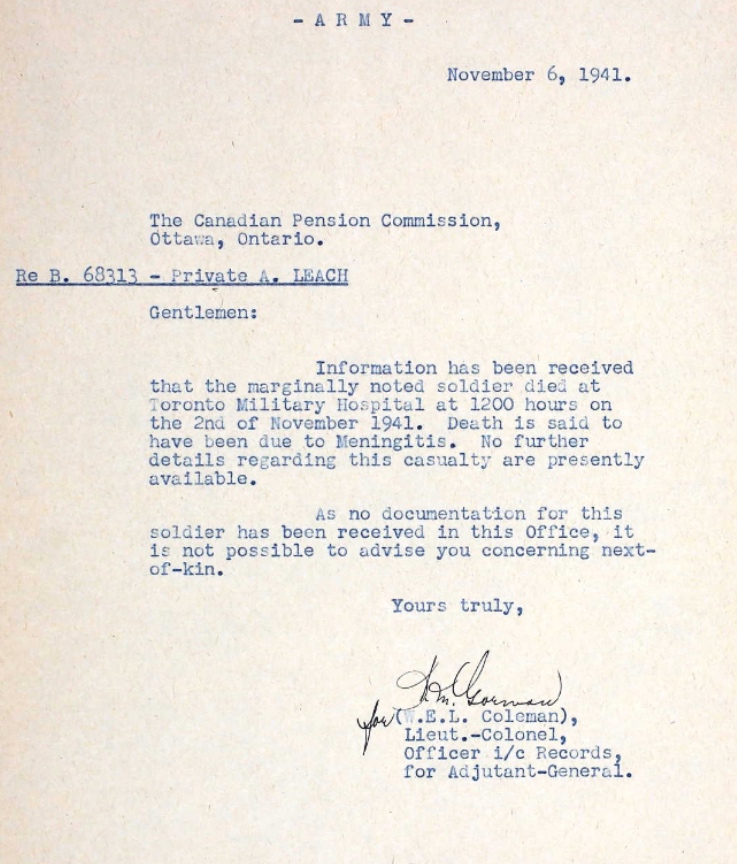 - A R M Y -
November 6, 1941.
The Canadian Pension Commission,
Ottawa, Ontario.
Re B. 68313 - Private A. LEACH
Gentlemen:
Information has been received
that the marginally noted soldier died at
Toronto Military Hospital at 1200 hours on
the 2nd of November 1941. Death is said to
have been due to Meningitis. No further
details regarding this casualty are presently
available.
As no documentation for this
soldier has been received in this Office, it
is not possible to advise you concerning next-
of-kin.
Yours truly,
Gorman
for (W.E.L. Coleman),
Lieut.-Colonel,
Officer i/c Records,
for Adjutant-General.